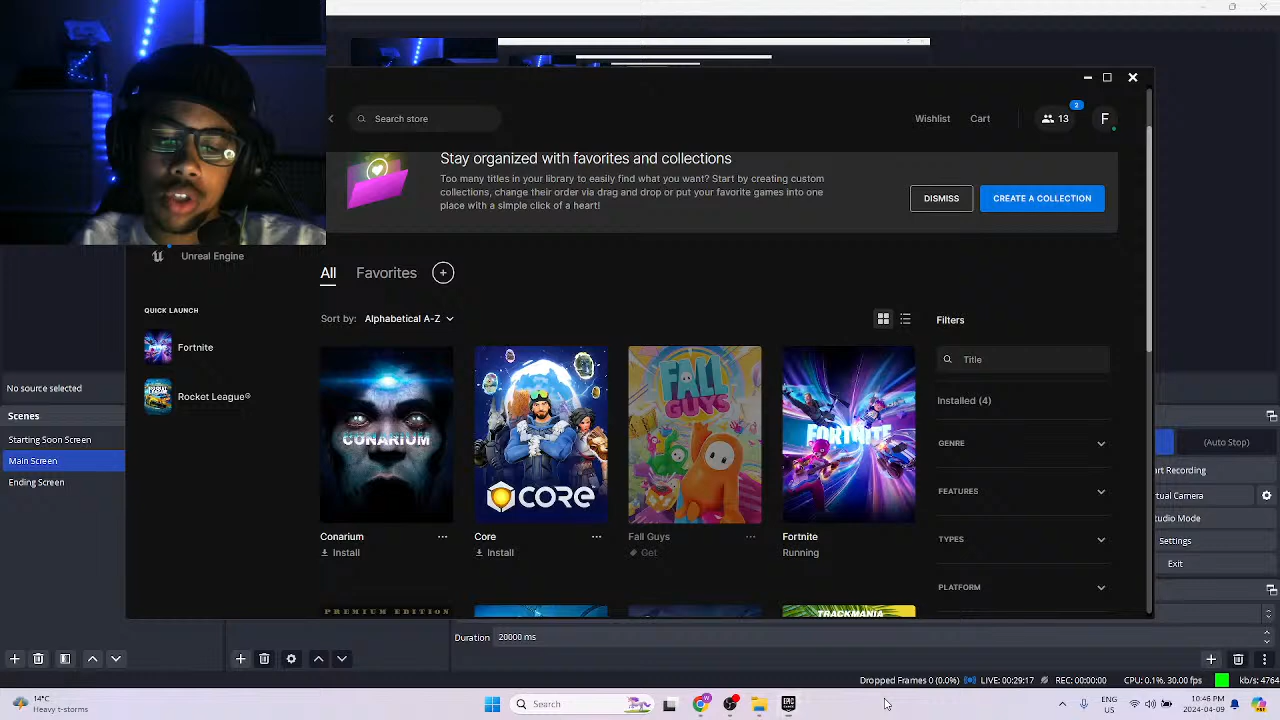 Search store
Wishlist
Cart
13
2
F
Stay organized with favorites and collections
Too many titles in your library to easily find what you want? Start by creating custom
collections, change their order via drag and drop or put your favorite games into one
place with a simple click of a heart!
DISMISS
CREATE A COLLECTION
Unreal Engine
All
Favorites
QUICK LAUNCH
Sort by: Alphabetical A-Z
Filters
Fortnite
Title
Rocket League®
Installed (4)
GENRE
FEATURES
TYPES
PLATFORM
CONARIUM
CORE
FALL
GUYS
FORTNITE
Conarium
Install
Core
Install
Fall Guys
Get
Fortnite
Running
PREMIUM EDITION
TRACKMANIA
No source selected
Scenes
Starting Soon Screen
Main Screen
Ending Screen
(Auto Stop)
tart Recording
rtual Camera
tudio Mode
Settings
Exit
Duration
20000 ms
Dropped Frames 0 (0.0%)
LIVE: 00:29:17
REC: 00:00:00
CPU: 0.1%, 30.00 fps
kb/s: 4764
14°C
Heavy t-storms
Search
EPIC
GAMES
W
ENG
US
10:46 PM
2024-04-09